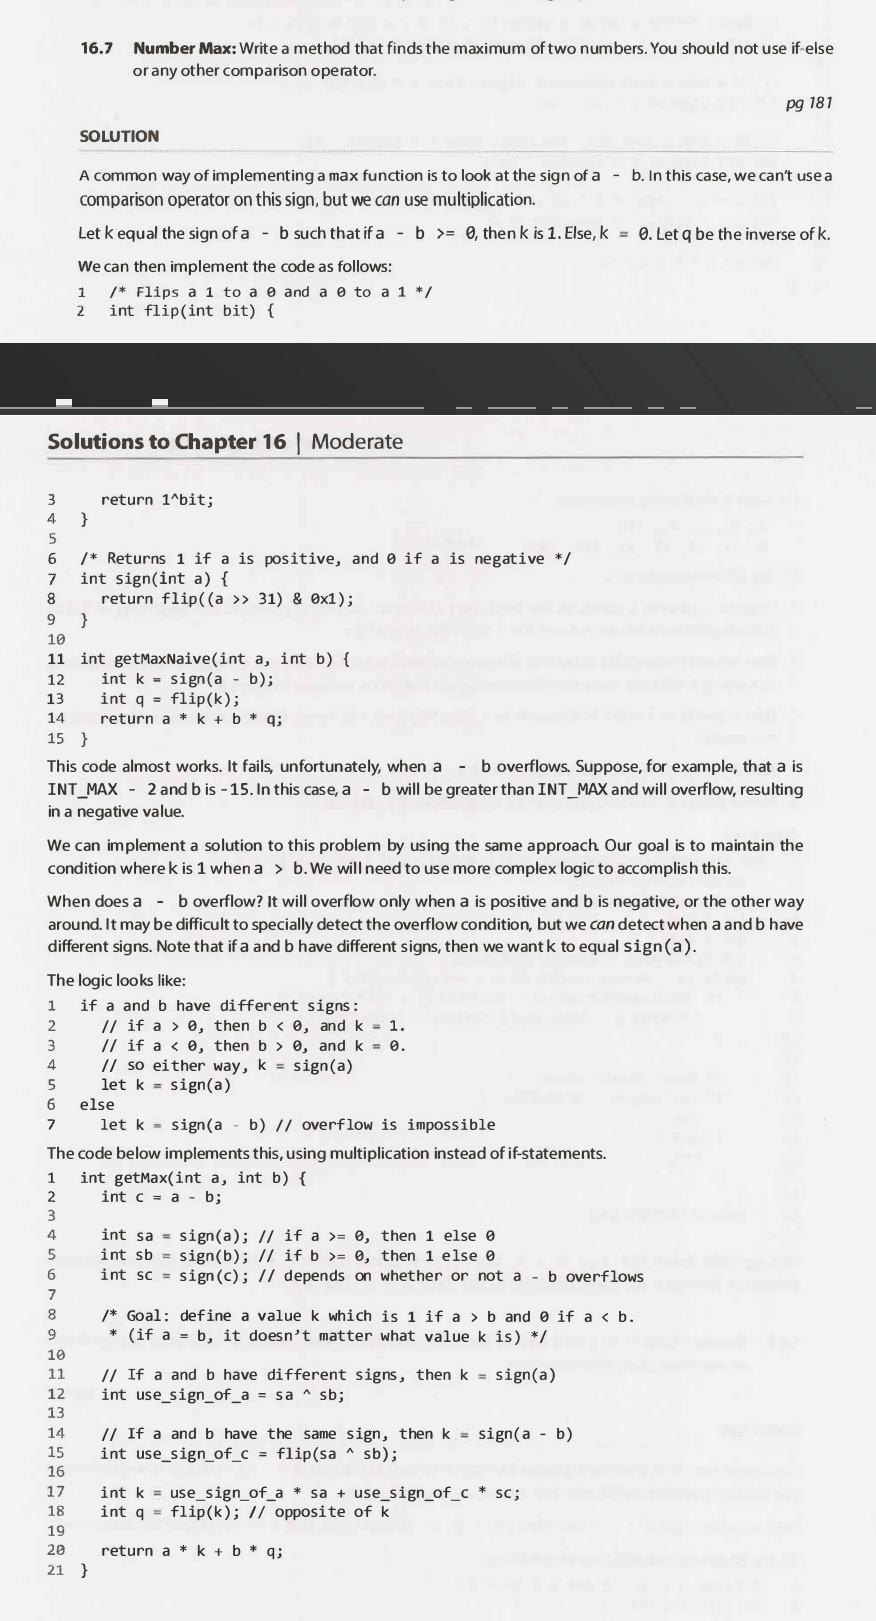 16.7 Number Max: Write a method that finds the maximum of two numbers. You should not use if-else
or any other comparison operator.
pg 181
SOLUTION
A common way of implementing a max function is to look at the sign of a - b. In this case, we can't use a
comparison operator on this sign, but we can use multiplication.
Let k equal the sign of a - b such that if a - b >= 0, then k is 1. Else, k = 0. Let q be the inverse of k.
We can then implement the code as follows:
1 /* Flips a 1 to a 0 and a 0 to a 1 */
2 int flip(int bit) {
Solutions to Chapter 16 | Moderate
3 return 1^bit;
4 }
5
6 /* Returns 1 if a is positive, and 0 if a is negative */
7 int sign(int a) {
8 return flip((a >> 31) & 0x1);
9 }
10
11 int getMaxNaive(int a, int b) {
12 int k = sign(a - b);
13 int q = flip(k);
14 return a * k + b * q;
15 }
This code almost works. It fails, unfortunately, when a - b overflows. Suppose, for example, that a is
INT_MAX - 2 and b is -15. In this case, a - b will be greater than INT_MAX and will overflow, resulting
in a negative value.
We can implement a solution to this problem by using the same approach. Our goal is to maintain the
condition where k is 1 when a > b. We will need to use more complex logic to accomplish this.
When does a - b overflow? It will overflow only when a is positive and b is negative, or the other way
around. It may be difficult to specially detect the overflow condition, but we can detect when a and b have
different signs. Note that if a and b have different signs, then we want k to equal sign(a).
The logic looks like:
1 if a and b have different signs:
2 // if a > 0, then b < 0, and k = 1.
3 // if a < 0, then b > 0, and k = 0.
4 // so either way, k = sign(a)
5 let k = sign(a)
6 else
7 let k = sign(a - b) // overflow is impossible
The code below implements this, using multiplication instead of if-statements.
1 int getMax(int a, int b) {
2 int c = a - b;
3
4 int sa = sign(a); // if a >= 0, then 1 else 0
5 int sb = sign(b); // if b >= 0, then 1 else 0
6 int sc = sign(c); // depends on whether or not a - b overflows
7
8 /* Goal: define a value k which is 1 if a > b and 0 if a < b.
9 * (if a = b, it doesn't matter what value k is) */
10
11 // If a and b have different signs, then k = sign(a)
12 int use_sign_of_a = sa ^ sb;
13
14 // If a and b have the same sign, then k = sign(a - b)
15 int use_sign_of_c = flip(sa ^ sb);
16
17 int k = use_sign_of_a * sa + use_sign_of_c * sc;
18 int q = flip(k); // opposite of k
19
20 return a * k + b * q;
21 }